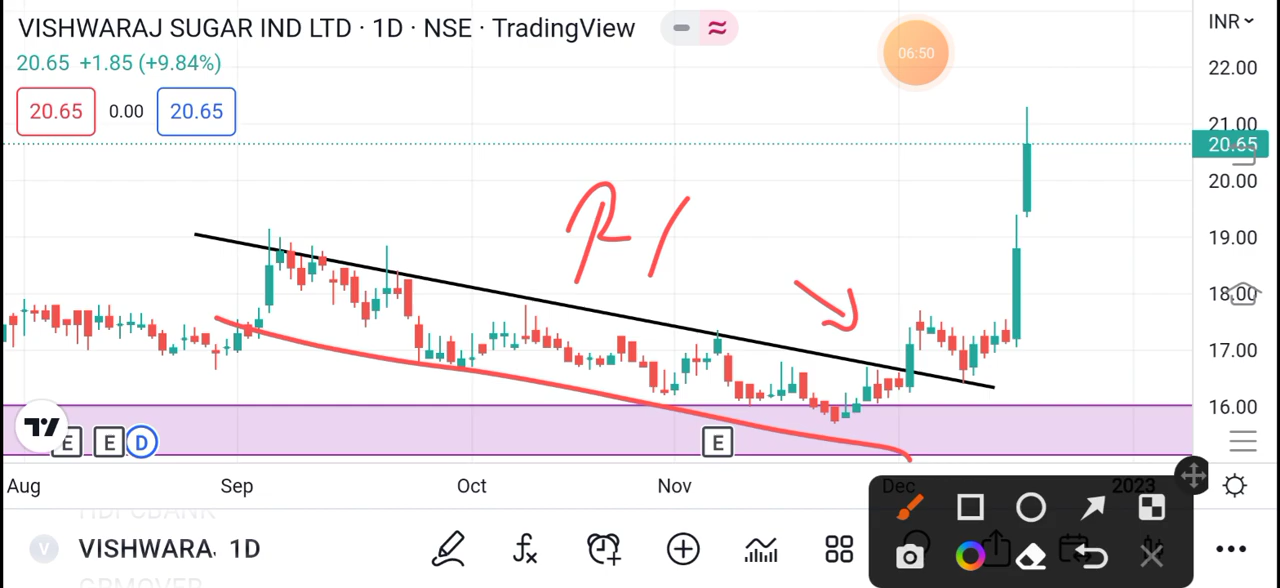 VISHWARAJ SUGAR IND LTD · 1D · NSE · TradingView
INR
20.65 +1.85 (+9.84%)
06:50
20.65 0.00 20.65
22.00
21.00
20.65
20.00
19.00
18.00
17.00
16.00
E E D E
Aug Sep Oct Nov Dec 2023
HDFCBANK
V VISHWARA. 1D